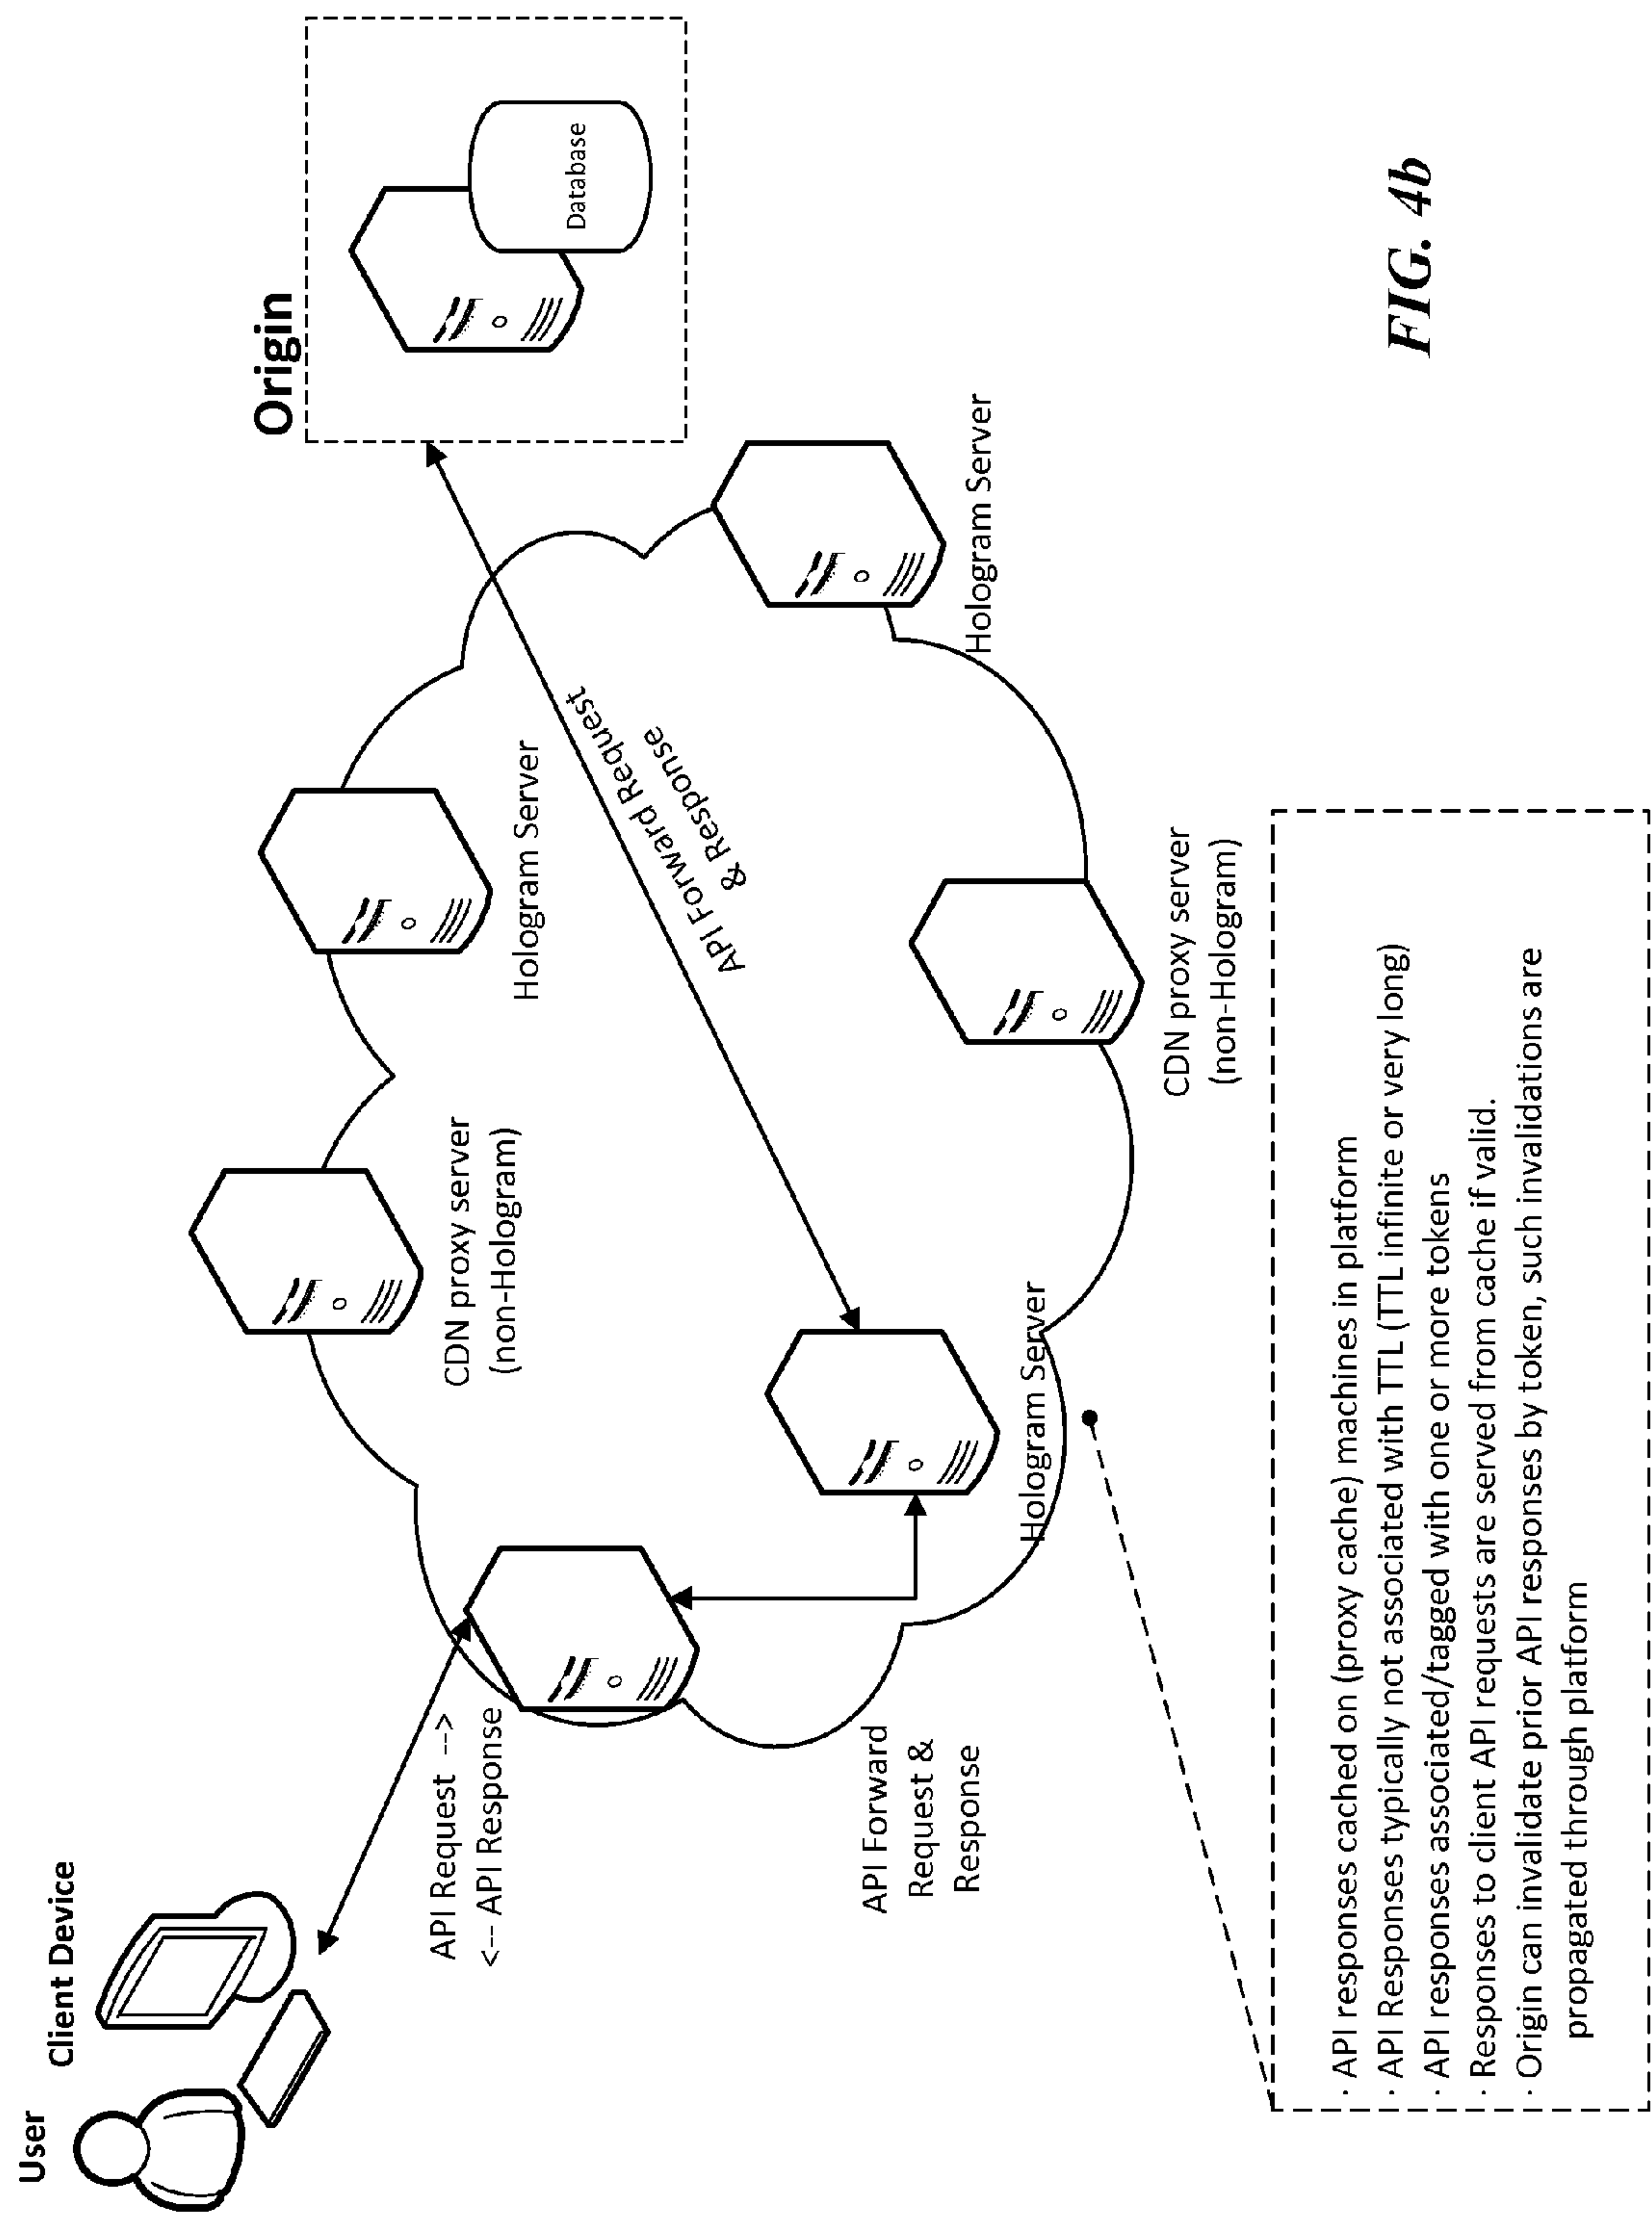 User
Client Device
Origin
Database
API Request -->
<-- API Response
CDN proxy server
(non-Hologram)
Hologram Server
API Forward Request
& Response
Hologram Server
API Forward
Request &
Response
Hologram Server
CDN proxy server
(non-Hologram)
· API responses cached on (proxy cache) machines in platform
· API Responses typically not associated with TTL (TTL infinite or very long)
· API responses associated/tagged with one or more tokens
· Responses to client API requests are served from cache if valid.
· Origin can invalidate prior API responses by token, such invalidations are
propagated through platform
FIG. 4b